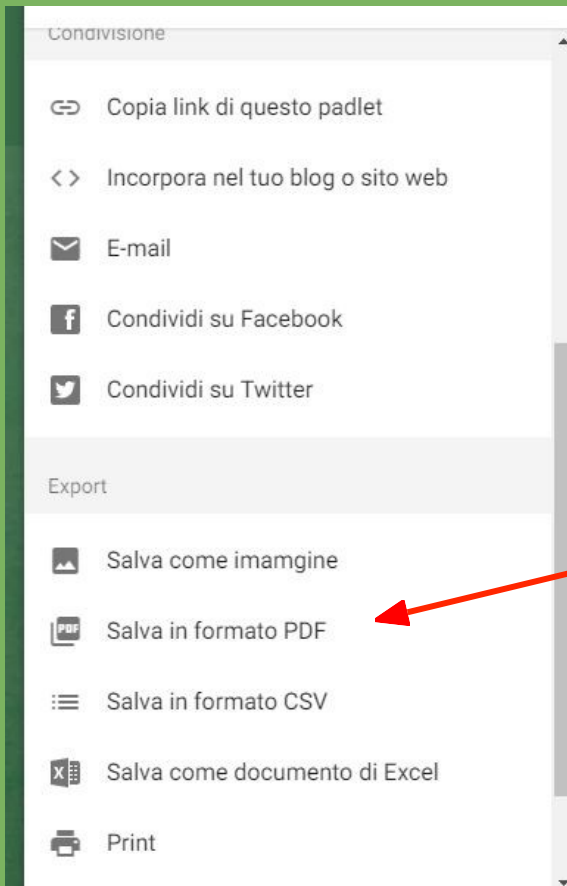 Condivisione
Copia link di questo padlet
Incorpora nel tuo blog o sito web
E-mail
Condividi su Facebook
Condividi su Twitter
Export
Salva come imamgine
PDF Salva in formato PDF
Salva in formato CSV
Salva come documento di Excel
Print